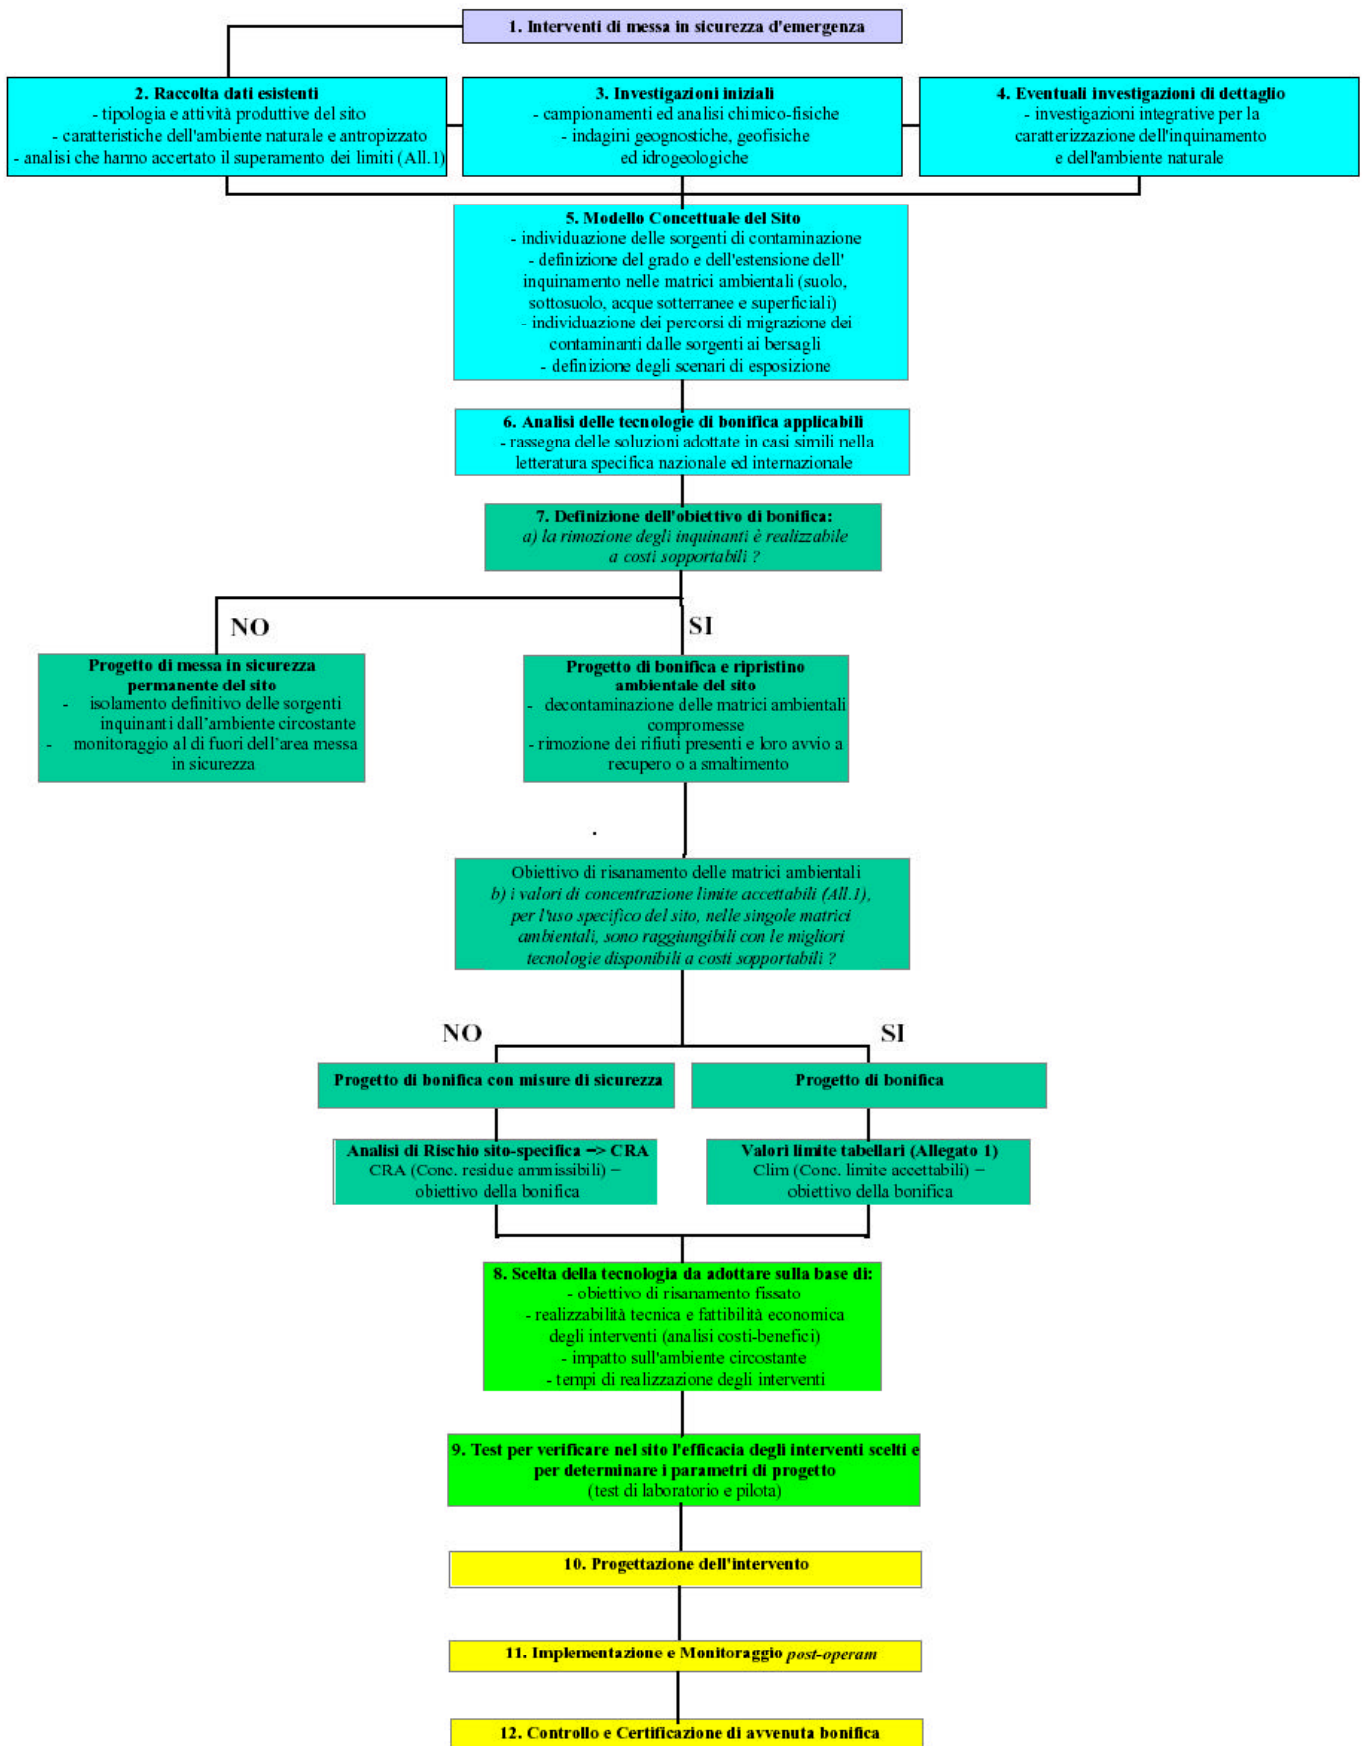 1. Interventi di messa in sicurezza d'emergenza
2. Raccolta dati esistenti
- tipologia e attività produttive del sito
- caratteristiche dell'ambiente naturale e antropizzato
- analisi che hanno accertato il superamento dei limiti (All.1)
3. Investigazioni iniziali
- campionamenti ed analisi chimico-fisiche
- indagini geognostiche, geofisiche
ed idrogeologiche
4. Eventuali investigazioni di dettaglio
- investigazioni integrative per la
caratterizzazione dell'inquinamento
e dell'ambiente naturale
5. Modello Concettuale del Sito
- individuazione delle sorgenti di contaminazione
- definizione del grado e dell'estensione dell'
inquinamento nelle matrici ambientali (suolo,
sottosuolo, acque sotterranee e superficiali)
- individuazione dei percorsi di migrazione dei
contaminanti dalle sorgenti ai bersagli
- definizione degli scenari di esposizione
6. Analisi delle tecnologie di bonifica applicabili
- rassegna delle soluzioni adottate in casi simili nella
letteratura specifica nazionale ed internazionale
7. Definizione dell'obiettivo di bonifica:
a) la rimozione degli inquinanti è realizzabile
a costi sopportabili ?
NO
SI
Progetto di messa in sicurezza
permanente del sito
- isolamento definitivo delle sorgenti
inquinanti dall'ambiente circostante
- monitoraggio al di fuori dell'area messa
in sicurezza
Progetto di bonifica e ripristino
ambientale del sito
- decontaminazione delle matrici ambientali
compromesse
- rimozione dei rifiuti presenti e loro avvio a
recupero o a smaltimento
.
Obiettivo di risanamento delle matrici ambientali
b) i valori di concentrazione limite accettabili (All.1),
per l'uso specifico del sito, nelle singole matrici
ambientali, sono raggiungibili con le migliori
tecnologie disponibili a costi sopportabili ?
NO
SI
Progetto di bonifica con misure di sicurezza
Progetto di bonifica
Analisi di Rischio sito-specifica –> CRA
CRA (Conc. residue ammissibili) –
obiettivo della bonifica
Valori limite tabellari (Allegato 1)
Clim (Conc. limite accettabili) –
obiettivo della bonifica
8. Scelta della tecnologia da adottare sulla base di:
- obiettivo di risanamento fissato
- realizzabilità tecnica e fattibilità economica
degli interventi (analisi costi-benefici)
- impatto sull'ambiente circostante
- tempi di realizzazione degli interventi
9. Test per verificare nel sito l'efficacia degli interventi scelti e
per determinare i parametri di progetto
(test di laboratorio e pilota)
10. Progettazione dell'intervento
11. Implementazione e Monitoraggio post-operam
12. Controllo e Certificazione di avvenuta bonifica